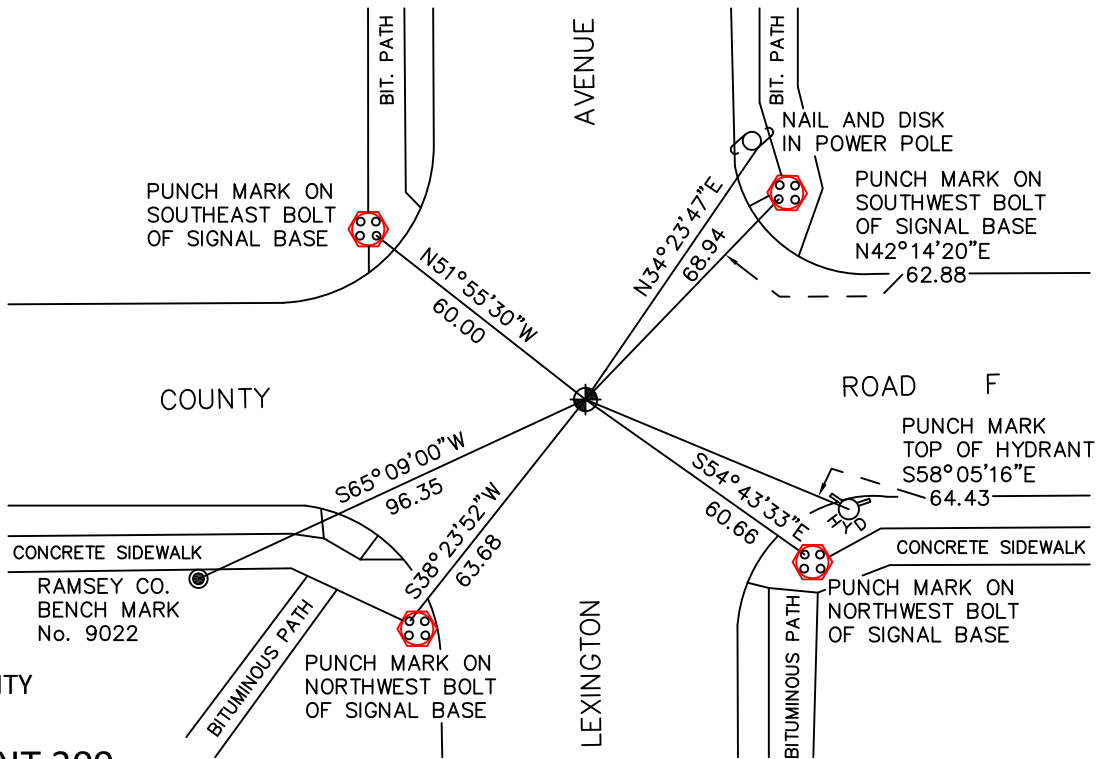 BIT. PATH
AVENUE
BIT. PATH
NAIL AND DISK
IN POWER POLE
PUNCH MARK ON
SOUTHEAST BOLT
OF SIGNAL BASE
PUNCH MARK ON
SOUTHWEST BOLT
OF SIGNAL BASE
N42°14'20"E
62.88
N34°23'47"E
68.94
N51°55'30"W
60.00
COUNTY
ROAD F
PUNCH MARK
TOP OF HYDRANT
S58°05'16"E
64.43
S65°09'00"W
96.35
S54°43'33"E
60.66
HYD
S38°23'52"W
63.68
CONCRETE SIDEWALK
CONCRETE SIDEWALK
RAMSEY CO.
BENCH MARK
No. 9022
PUNCH MARK ON
NORTHWEST BOLT
OF SIGNAL BASE
BITUMINOUS PATH
PUNCH MARK ON
NORTHWEST BOLT
OF SIGNAL BASE
LEXINGTON
BITUMINOUS PATH